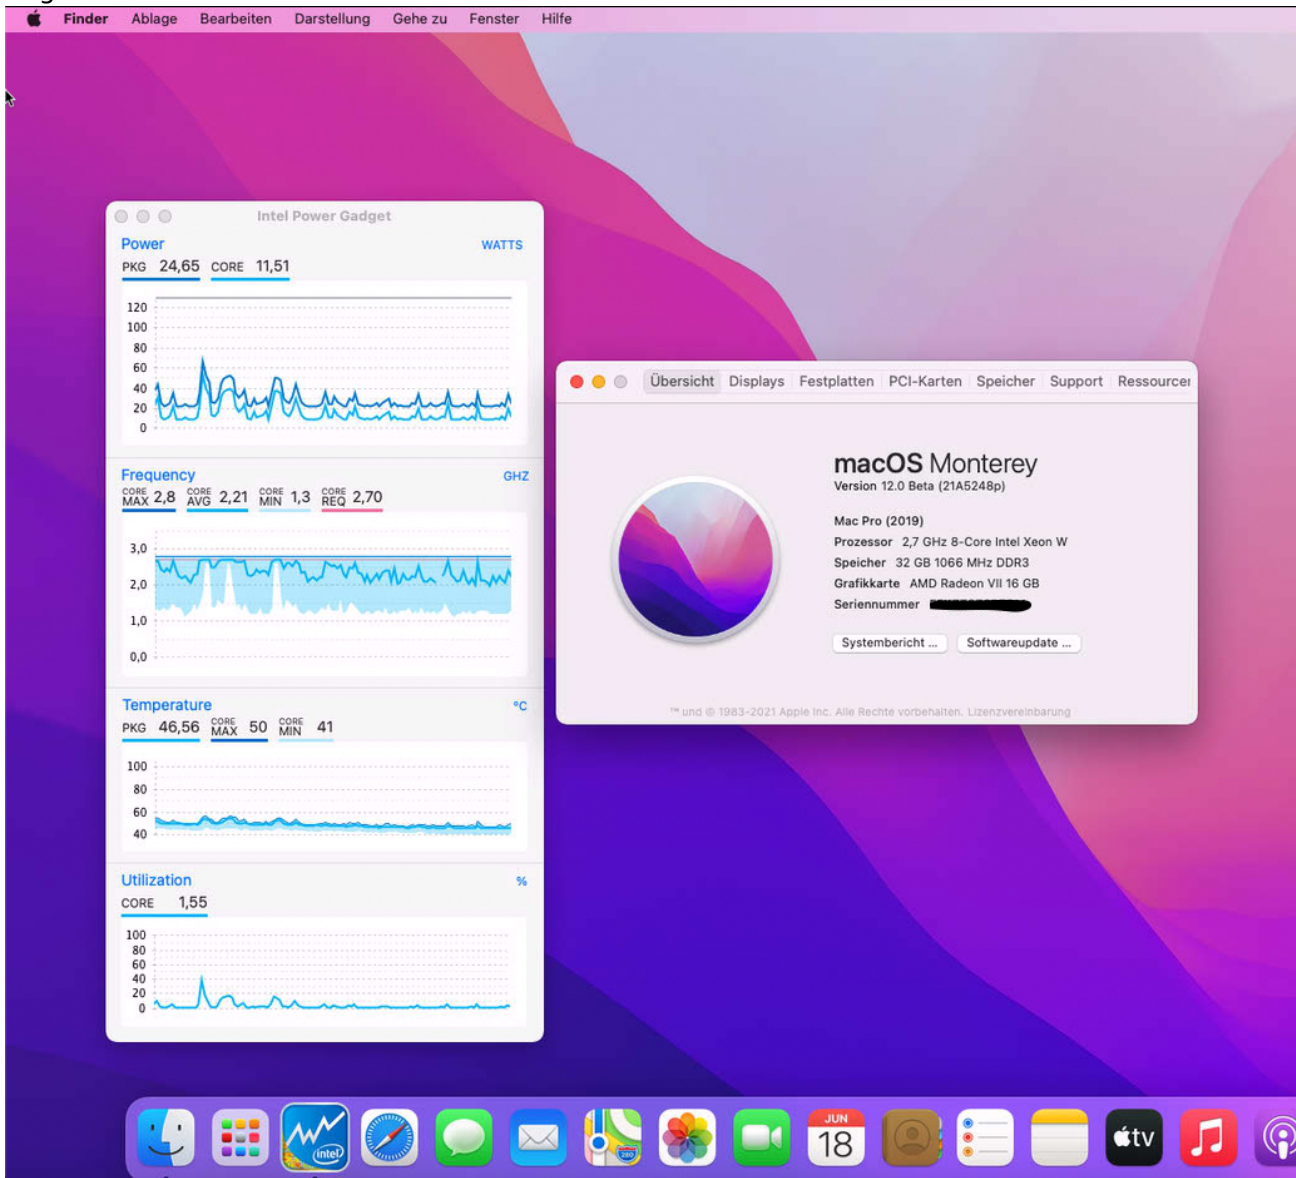 Finder Ablage Bearbeiten Darstellung Gehe zu Fenster Hilfe
Intel Power Gadget
Power WATTS
PKG 24,65 CORE 11,51
120
100
80
60
40
20
0
Frequency GHZ
CORE MAX 2,8 CORE AVG 2,21 CORE MIN 1,3 CORE REQ 2,70
3,0
2,0
1,0
0,0
Temperature °C
PKG 46,56 CORE MAX 50 CORE MIN 41
100
80
60
40
Utilization %
CORE 1,55
100
80
60
40
20
0
Übersicht Displays Festplatten PCI-Karten Speicher Support Ressourcen
macOS Monterey
Version 12.0 Beta (21A5248p)
Mac Pro (2019)
Prozessor 2,7 GHz 8-Core Intel Xeon W
Speicher 32 GB 1066 MHz DDR3
Grafikkarte AMD Radeon VII 16 GB
Seriennummer
Systembericht ... Softwareupdate ...
™ und © 1983-2021 Apple Inc. Alle Rechte vorbehalten. Lizenzvereinbarung
intel
280
JUN
18
tv